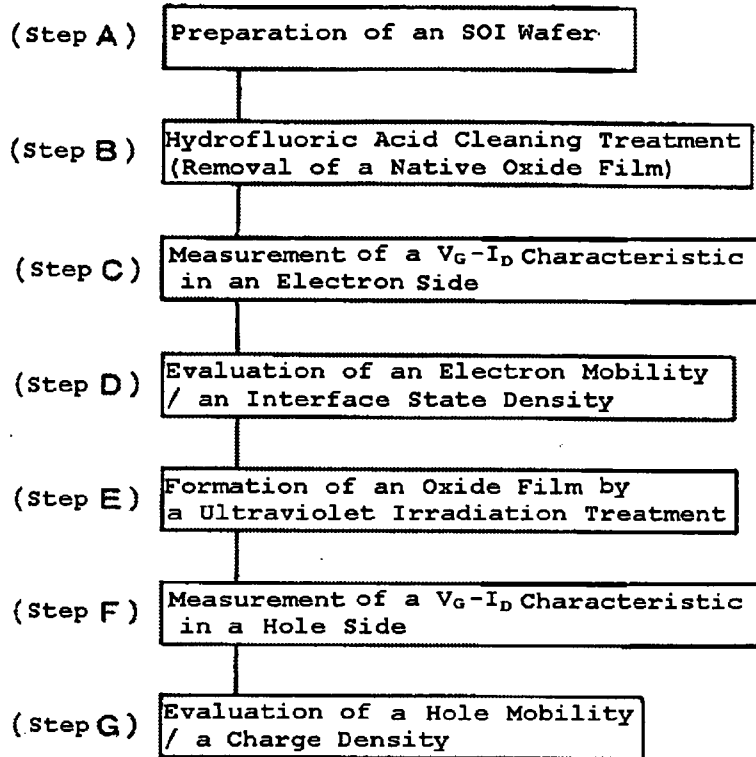 (Step A) Preparation of an SOI Wafer
(Step B) Hydrofluoric Acid Cleaning Treatment
(Removal of a Native Oxide Film)
(Step C) Measurement of a VG-ID Characteristic
in an Electron Side
(Step D) Evaluation of an Electron Mobility
/ an Interface State Density
(Step E) Formation of an Oxide Film by
a Ultraviolet Irradiation Treatment
(Step F) Measurement of a VG-ID Characteristic
in a Hole Side
(Step G) Evaluation of a Hole Mobility
/ a Charge Density